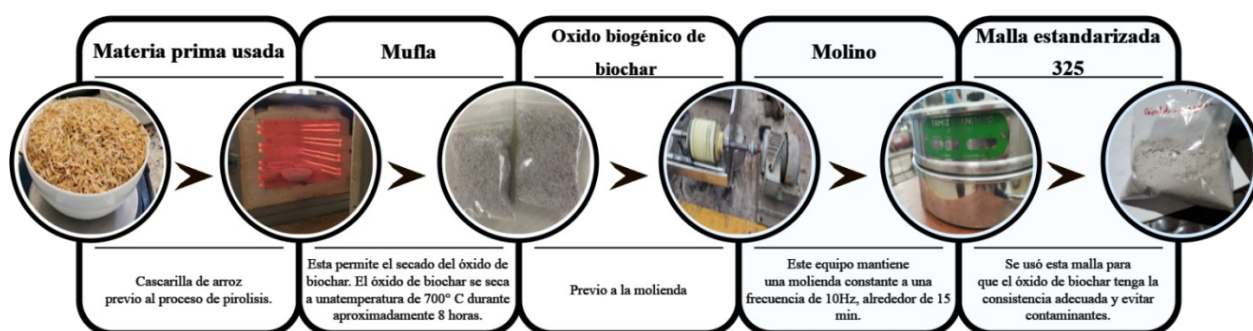 Materia prima usada
Cascarilla de arroz
previo al proceso de pirolisis.
Mufla
Esta permite el secado del óxido de
biochar. El óxido de biochar se seca
a unatemperatura de 700º C durante
aproximadamente 8 horas.
Oxido biogénico de
biochar
Previo a la molienda
Molino
Este equipo mantiene
una molienda constante a una
frecuencia de 10Hz, alrededor de 15
min.
Malla estandarizada
325
Se usó esta malla para
que el óxido de biochar tenga la
consistencia adecuada y evitar
contaminantes.